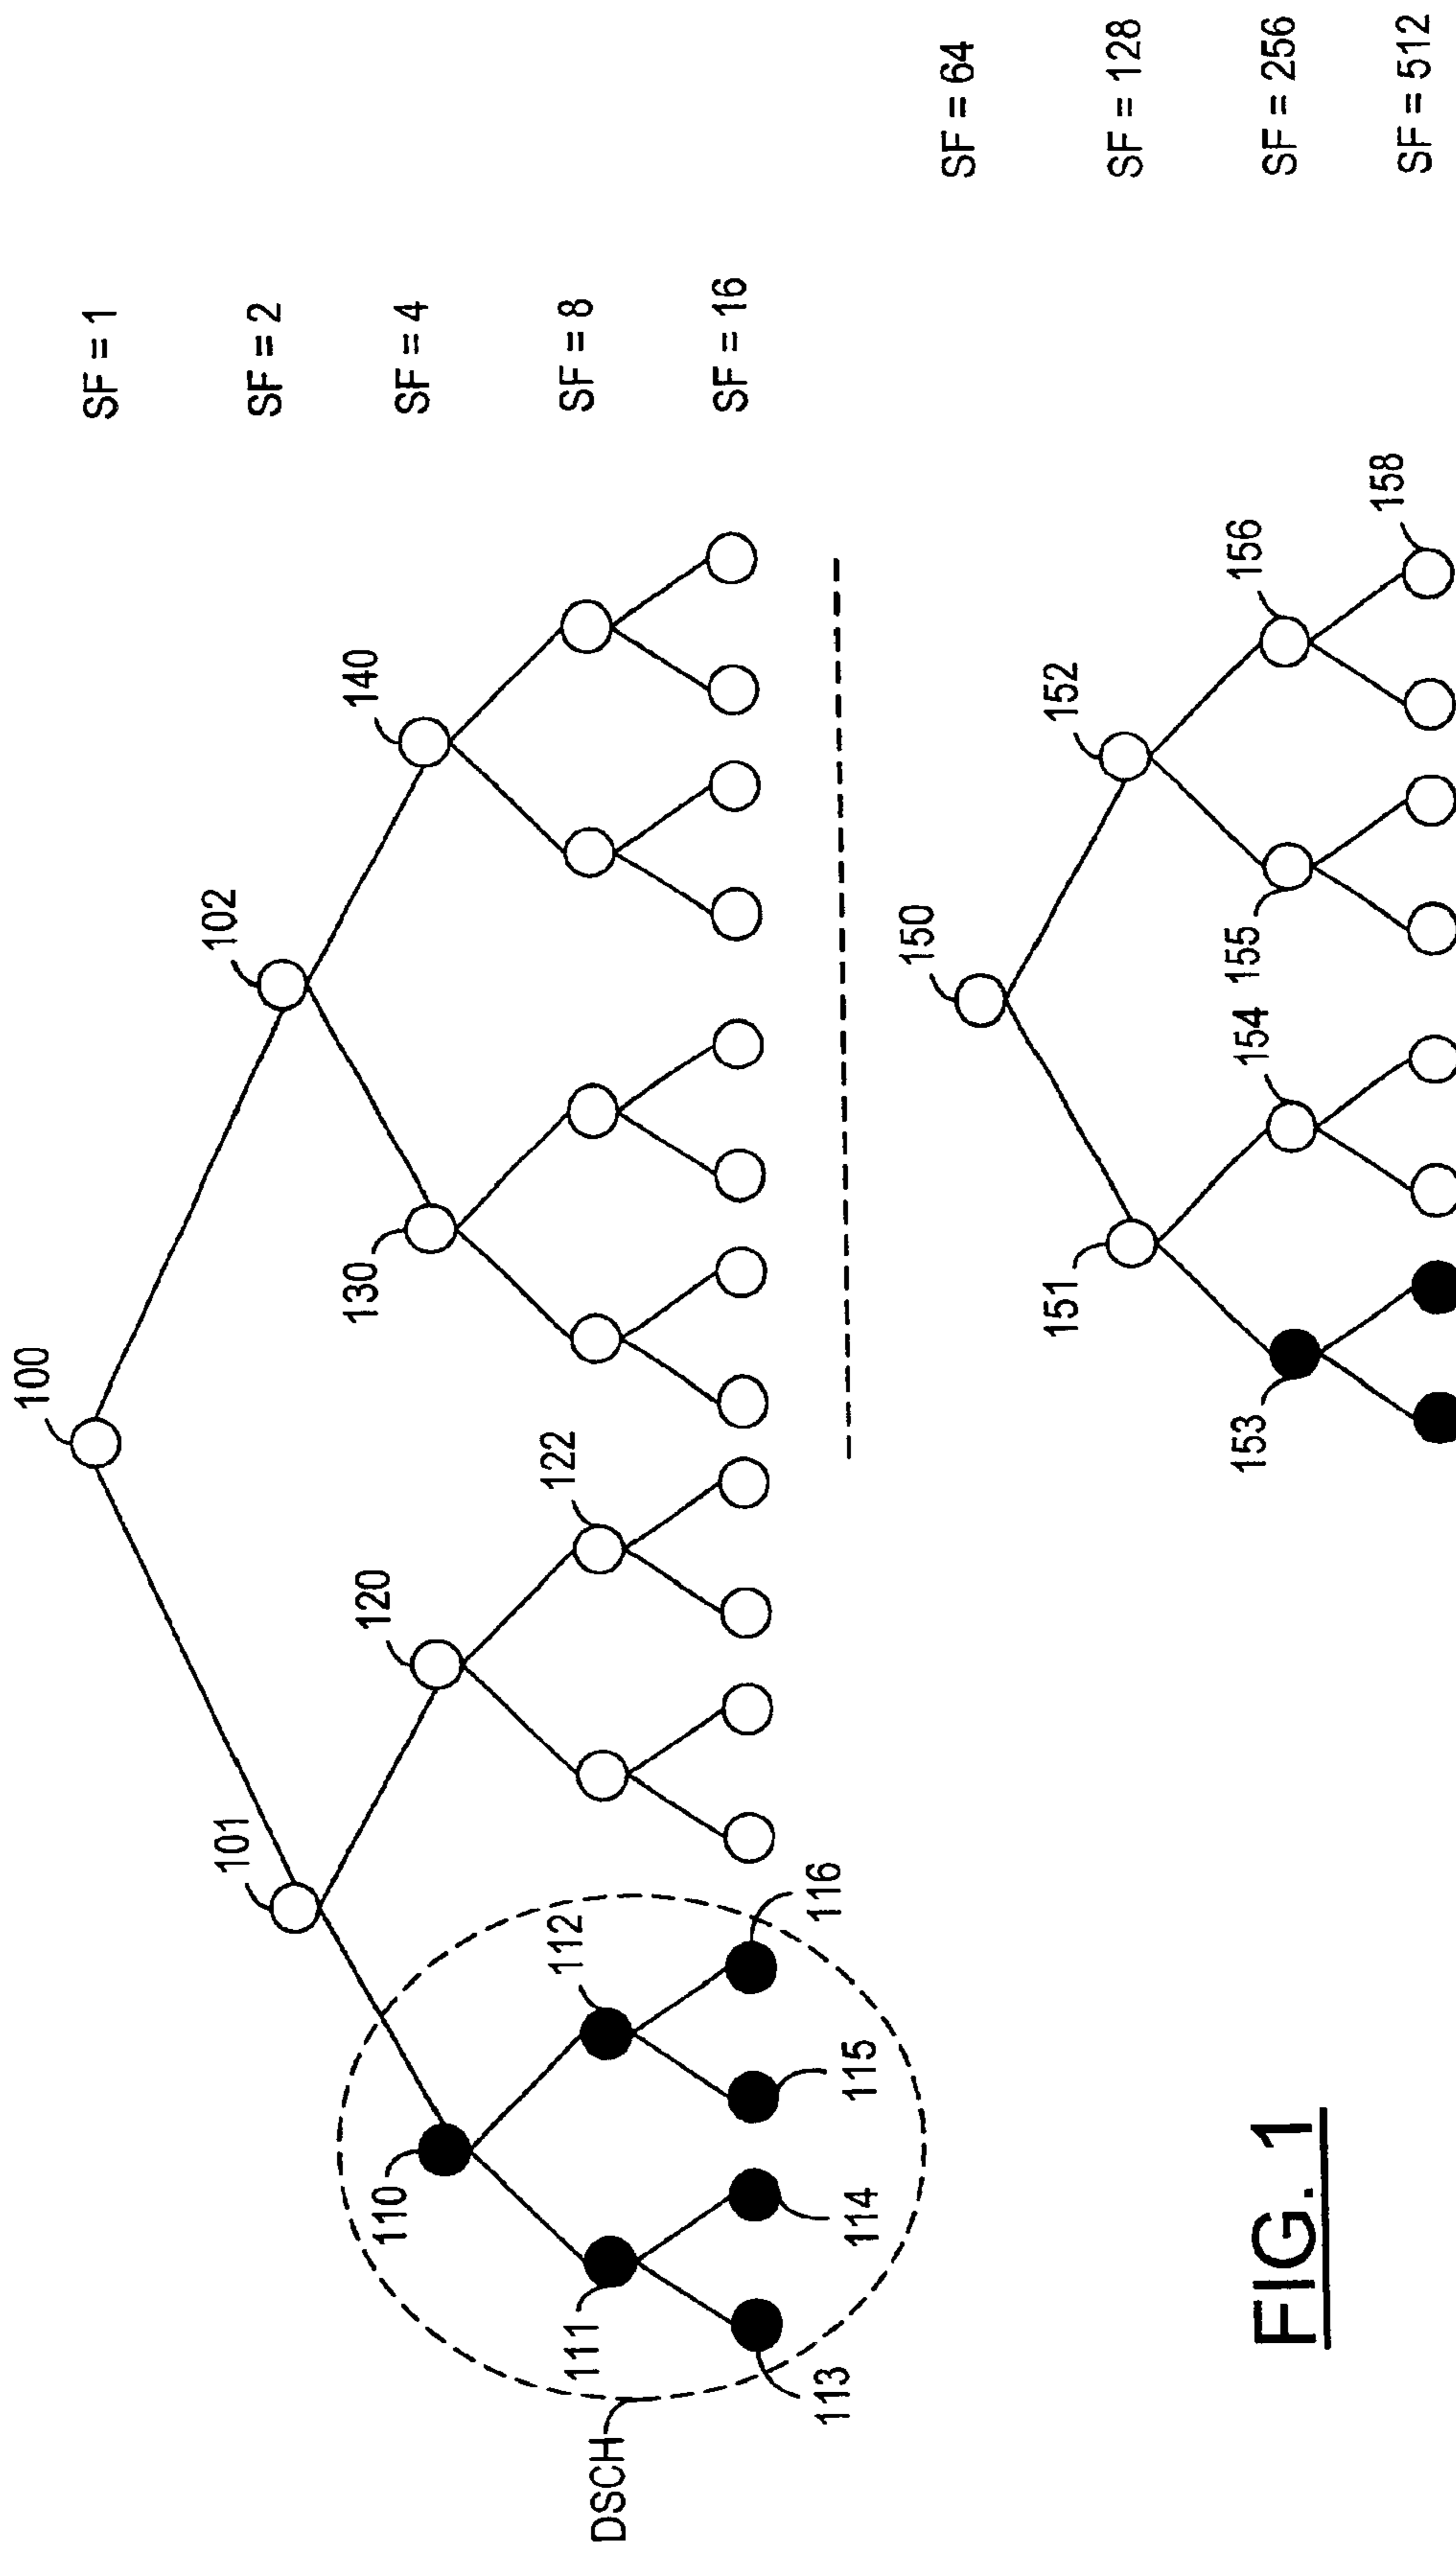 100
SF = 1
101
102
SF = 2
110
120
130
140
SF = 4
DSCH
111
112
122
SF = 8
113
114
115
116
SF = 16
150
SF = 64
151
152
SF = 128
153
154
155
156
SF = 256
158
SF = 512
FIG. 1